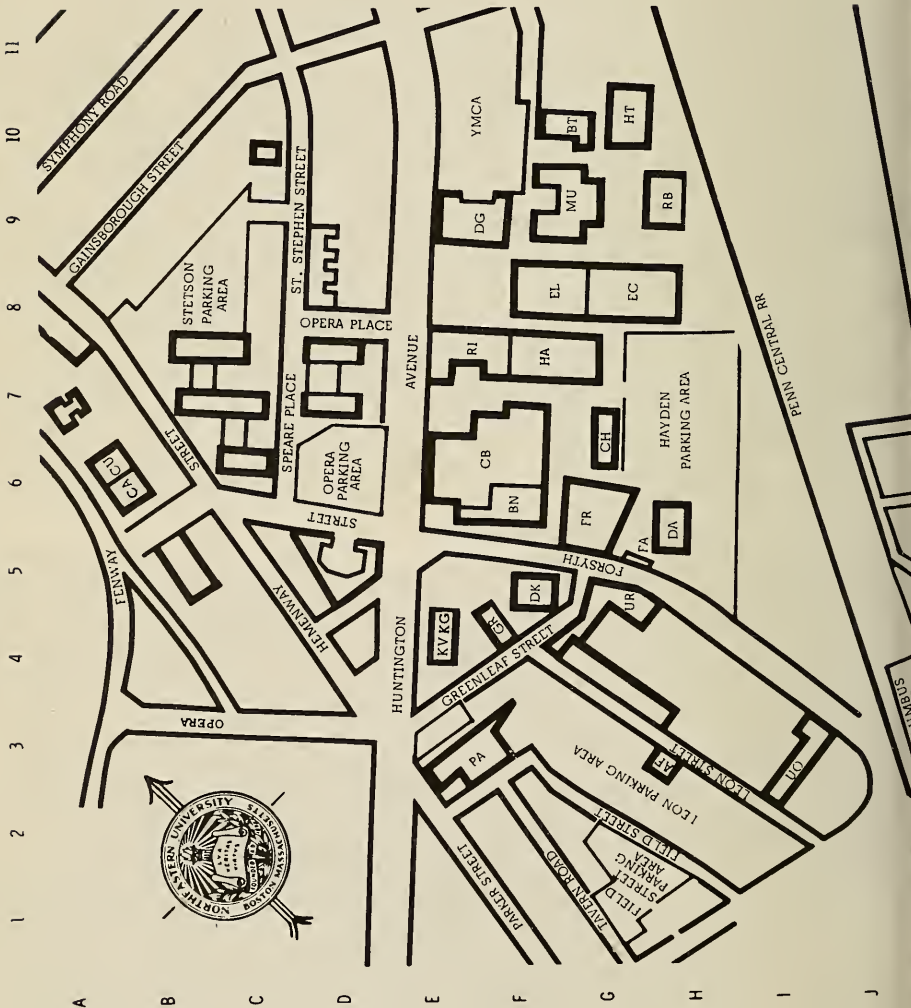 11
10
9
8
7
6
5
4
3
2
1
A
B
C
D
E
F
G
H
I
J
SYMPHONY ROAD
GAINSBOROUGH STREET
ST. STEPHEN STREET
STETSON
PARKING
AREA
OPERA PLACE
SPEARE PLACE
OPERA
PARKING
AREA
STREET
STREET
HEMENWAY
FENWAY
OPERA
CA CU
HUNTINGTON
AVENUE
YMCA
DG
BT
HT
MU
RB
EL
EC
RI
HA
CB
BN
CH
FR
HAYDEN
PARKING AREA
DA
FA
FORSYTH
UR
DK
GR
KV KG
GREENLEAF STREET
PA
LEON PARKING AREA
AF
LEON STREET
UO
FIELD STREET
FIELD
STREET
PARKING
AREA
TAVERN ROAD
PARKER STREET
PENN CENTRAL RR
NORTHEASTERN UNIVERSITY
BOSTON MASSACHUSETTS